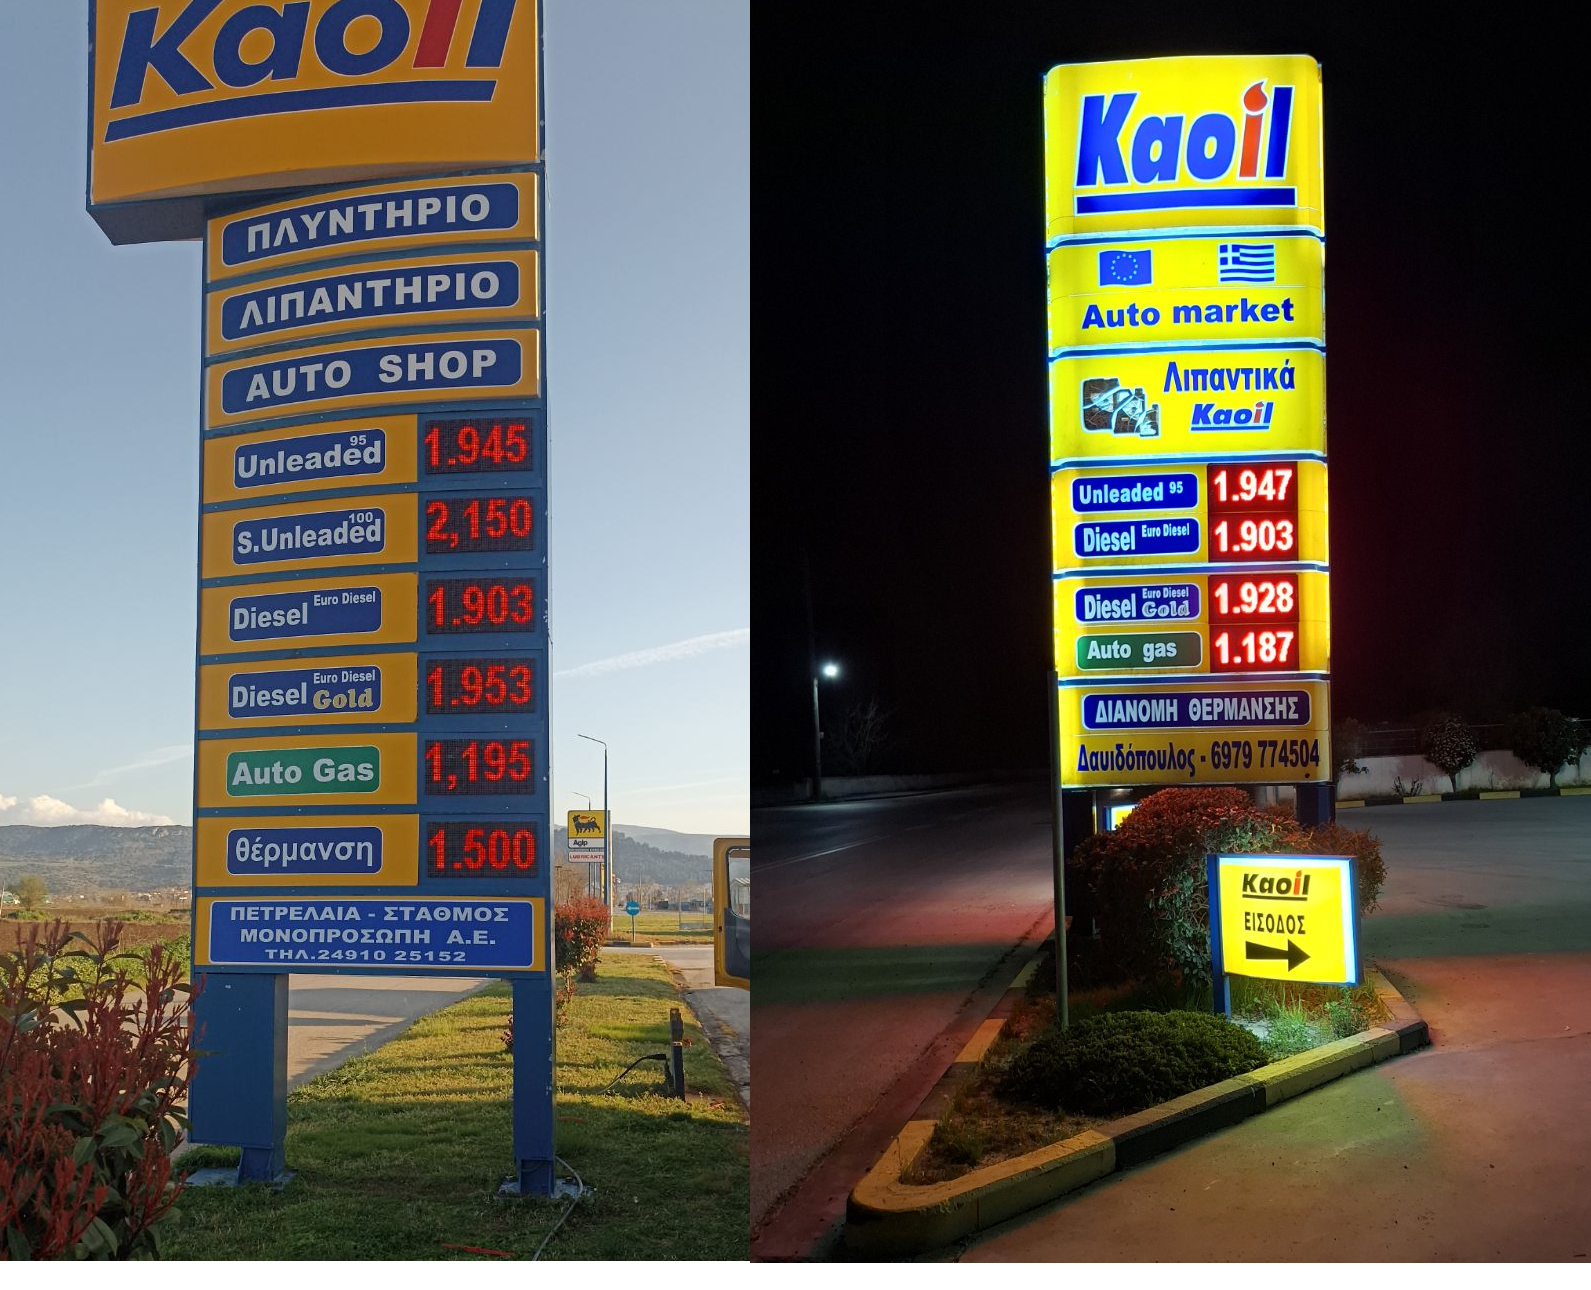 Kaoil
ΠΛΥΝΤΗΡΙΟ
ΛΙΠΑΝΤΗΡΙΟ
AUTO SHOP
Unleaded 95 1.945
S.Unleaded 100 2,150
Diesel Euro Diesel 1.903
Diesel Euro Diesel Gold 1.953
Auto Gas 1,195
θέρμανση 1.500
ΠΕΤΡΕΛΑΙΑ - ΣΤΑΘΜΟΣ
ΜΟΝΟΠΡΟΣΩΠΗ Α.Ε.
ΤΗΛ.24910 25152
Agip
LUBRICANTS
Kaoil
Auto market
Λιπαντικά
Kaoil
Unleaded 95 1.947
Diesel Euro Diesel 1.903
Diesel Euro Diesel Gold 1.928
Auto gas 1.187
ΔΙΑΝΟΜΗ ΘΕΡΜΑΝΣΗΣ
Δαυιδόπουλος - 6979 774504
Kaoil
ΕΙΣΟΔΟΣ